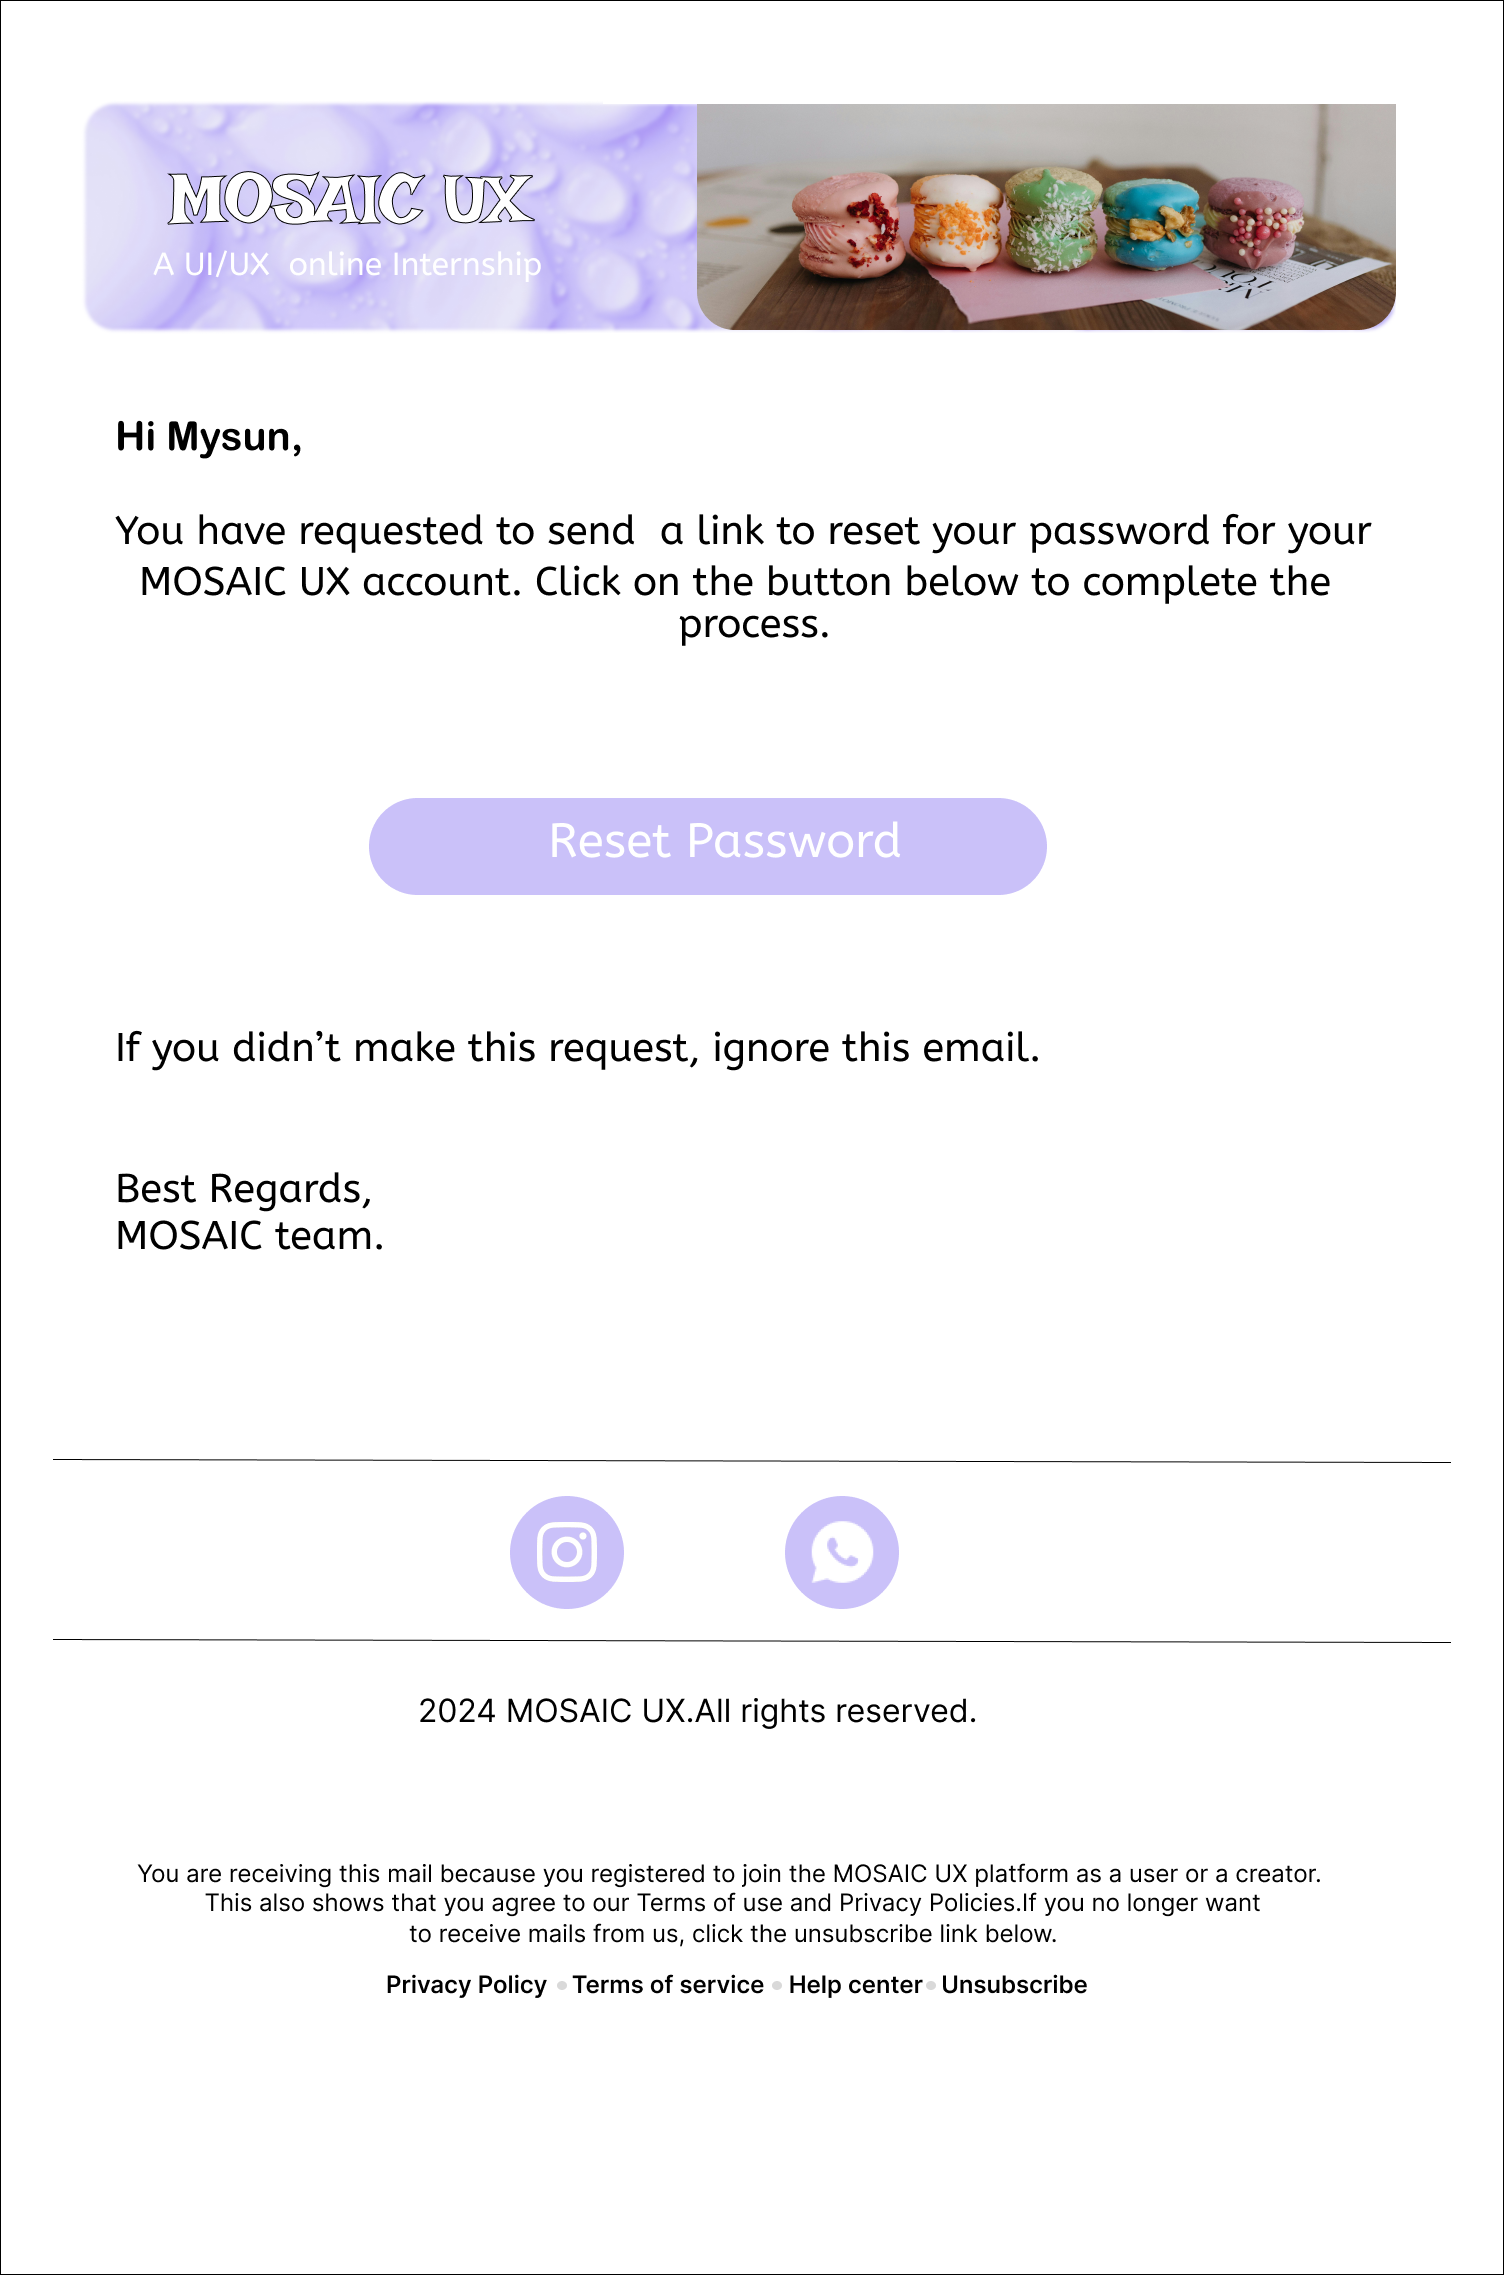 MOSAIC UX
A UI/UX  online Internship
Hi Mysun,
You have requested to send  a link to reset your password for your
MOSAIC UX account. Click on the button below to complete the
process.
Reset Password
If you didn’t make this request, ignore this email.
Best Regards,
MOSAIC team.
2024 MOSAIC UX.All rights reserved.
You are receiving this mail because you registered to join the MOSAIC UX platform as a user or a creator.
This also shows that you agree to our Terms of use and Privacy Policies.If you no longer want
to receive mails from us, click the unsubscribe link below.
Privacy Policy • Terms of service • Help center • Unsubscribe